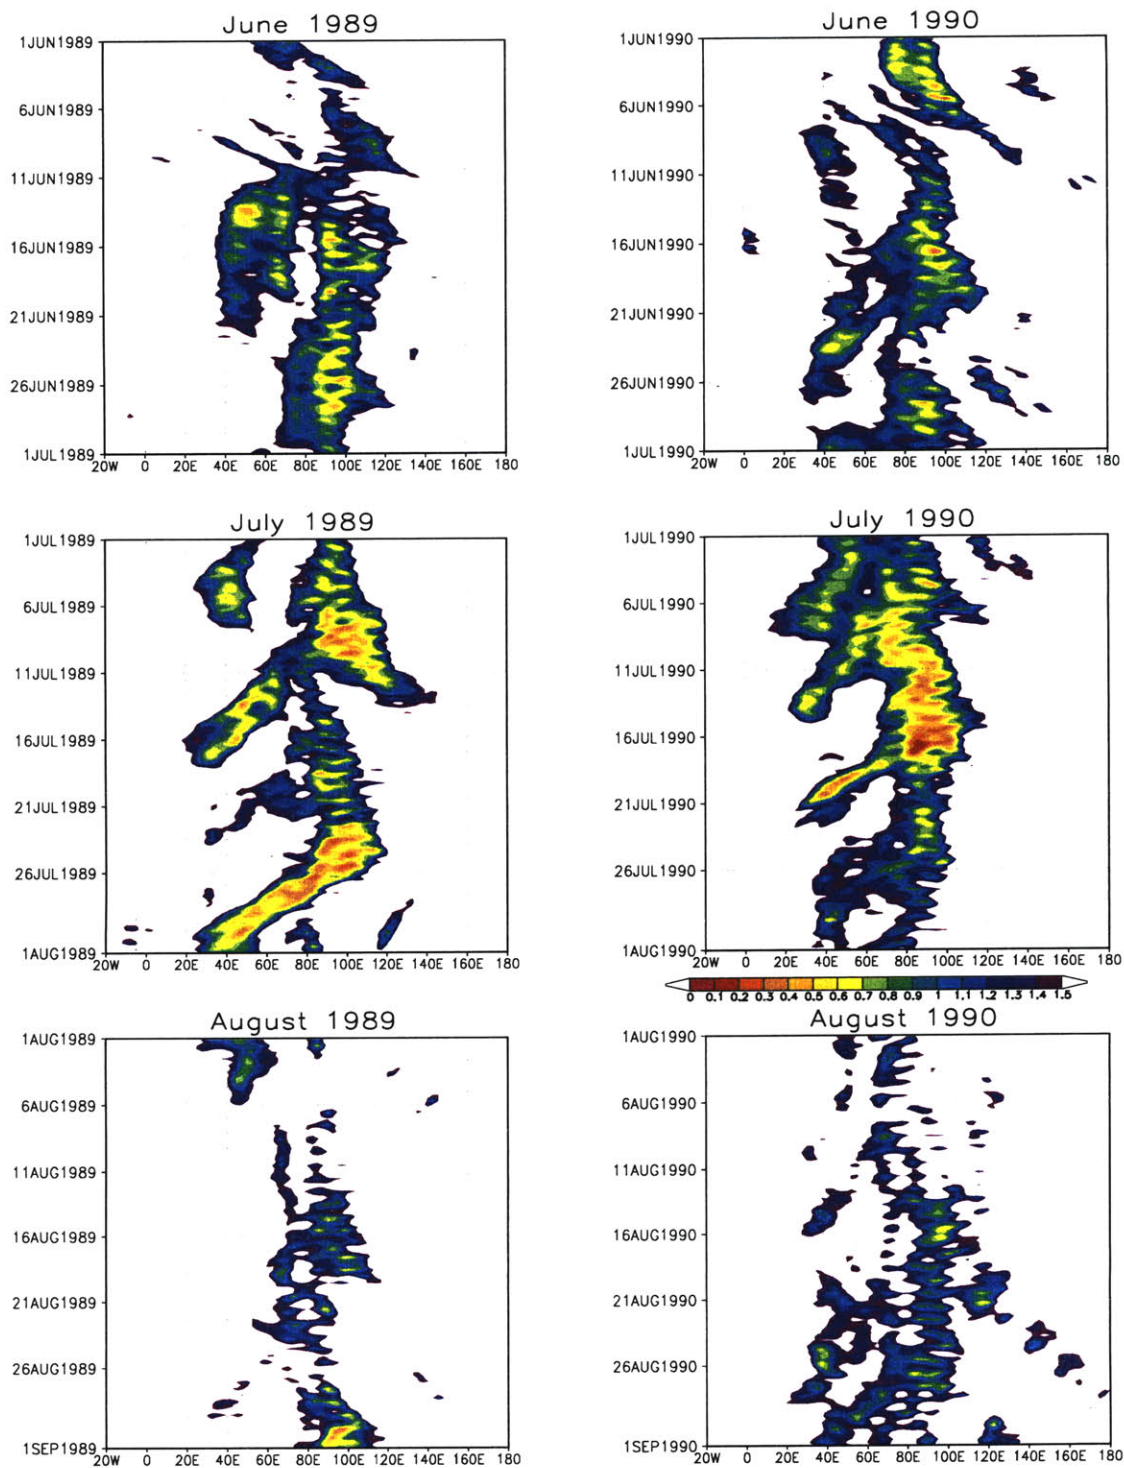 June 1989
1JUN1989
6JUN1989
11JUN1989
16JUN1989
21JUN1989
26JUN1989
1JUL1989
20W 0 20E 40E 60E 80E 100E 120E 140E 160E 180
June 1990
1JUN1990
6JUN1990
11JUN1990
16JUN1990
21JUN1990
26JUN1990
1JUL1990
20W 0 20E 40E 60E 80E 100E 120E 140E 160E 180
July 1989
1JUL1989
6JUL1989
11JUL1989
16JUL1989
21JUL1989
26JUL1989
1AUG1989
20W 0 20E 40E 60E 80E 100E 120E 140E 160E 180
July 1990
1JUL1990
6JUL1990
11JUL1990
16JUL1990
21JUL1990
26JUL1990
1AUG1990
20W 0 20E 40E 60E 80E 100E 120E 140E 160E 180
0 0.1 0.2 0.3 0.4 0.5 0.6 0.7 0.8 0.9 1 1.1 1.2 1.3 1.4 1.5
August 1989
1AUG1989
6AUG1989
11AUG1989
16AUG1989
21AUG1989
26AUG1989
1SEP1989
20W 0 20E 40E 60E 80E 100E 120E 140E 160E 180
August 1990
1AUG1990
6AUG1990
11AUG1990
16AUG1990
21AUG1990
26AUG1990
1SEP1990
20W 0 20E 40E 60E 80E 100E 120E 140E 160E 180